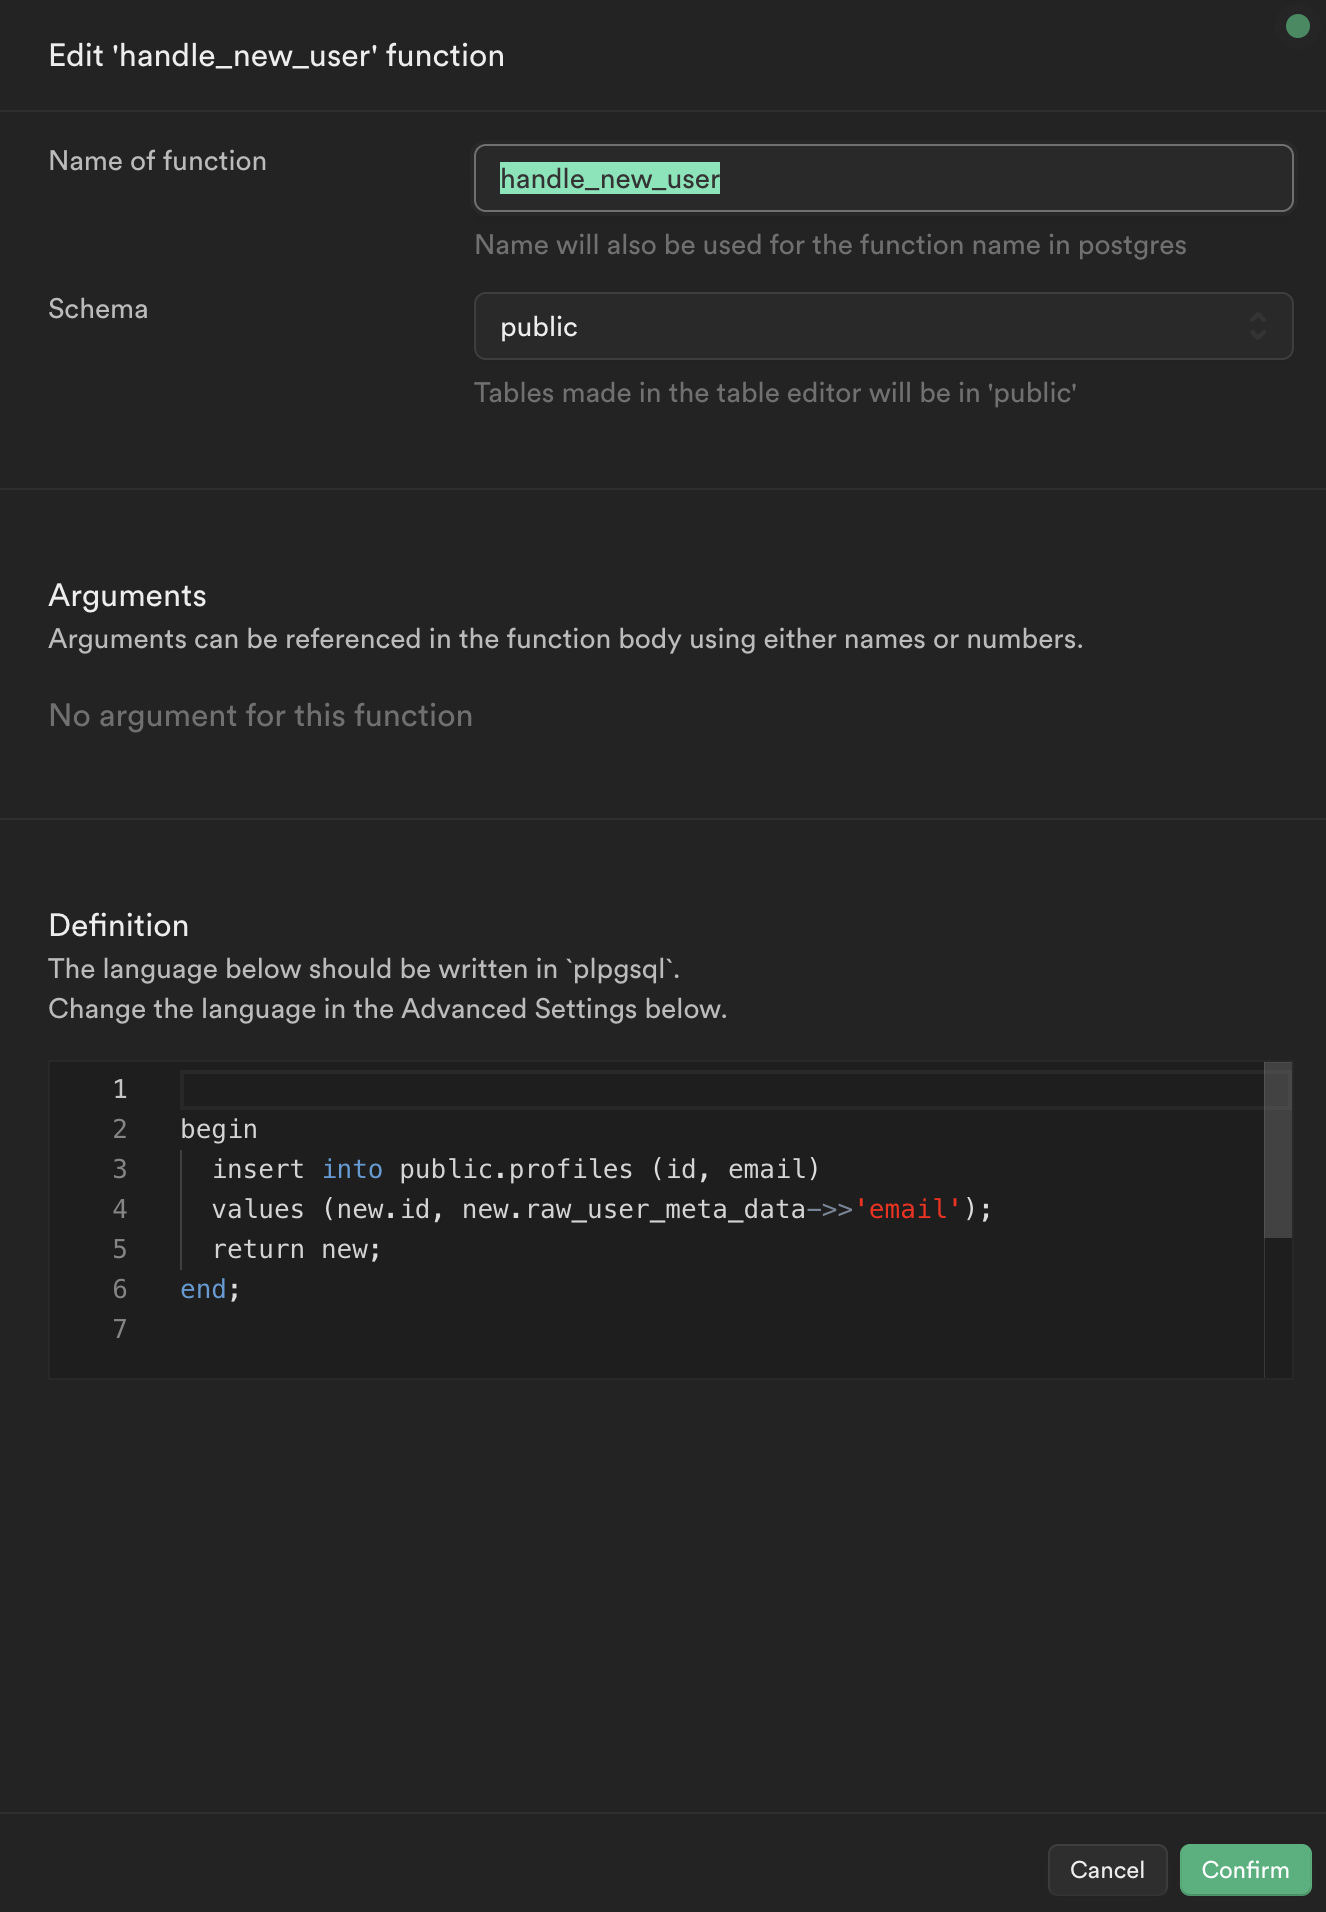 Edit 'handle_new_user' function
Name of function
handle_new_user
Name will also be used for the function name in postgres
Schema
public
Tables made in the table editor will be in 'public'
Arguments
Arguments can be referenced in the function body using either names or numbers.
No argument for this function
Definition
The language below should be written in `plpgsql`.
Change the language in the Advanced Settings below.
1
2 begin
3   insert into public.profiles (id, email)
4   values (new.id, new.raw_user_meta_data->>'email');
5   return new;
6 end;
7
Cancel Confirm